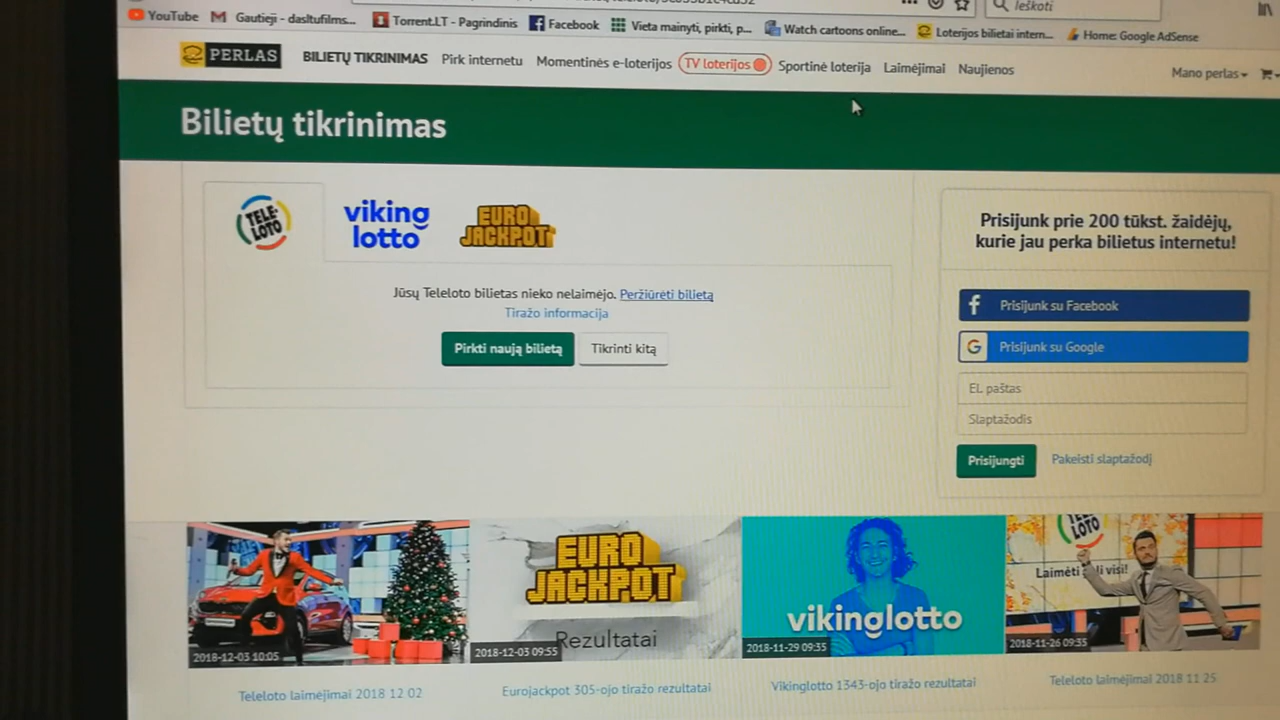 Ieškoti
YouTube
Gautieji - dasltufilms...
Torrent.LT - Pagrindinis
Facebook
Vieta mainyti, pirkti, p...
Watch cartoons online...
Loterijos bilietai intern...
Home: Google AdSense
PERLAS
BILIETŲ TIKRINIMAS
Pirk internetu
Momentinės e-loterijos
TV loterijos
Sportinė loterija
Laimėjimai
Naujienos
Mano perlas
Bilietų tikrinimas
TELE-
LOTO
viking
lotto
EURO
JACKPOT
Jūsų Teleloto bilietas nieko nelaimėjo. Peržiūrėti bilietą
Tiražo informacija
Pirkti naują bilietą
Tikrinti kitą
Prisijunk prie 200 tūkst. žaidėjų,
kurie jau perka bilietus internetu!
Prisijunk su Facebook
Prisijunk su Google
El. paštas
Slaptažodis
Prisijungti
Pakeisti slaptažodį
2018-12-03 10:05
Teleloto laimėjimai 2018 12 02
EURO
JACKPOT
Rezultatai
2018-12-03 09:55
Eurojackpot 305-ojo tiražo rezultatai
vikinglotto
2018-11-29 09:35
Vikinglotto 1343-ojo tiražo rezultatai
LOTO
Laimėti
visi!
2018-11-26 09:35
Teleloto laimėjimai 2018 11 25